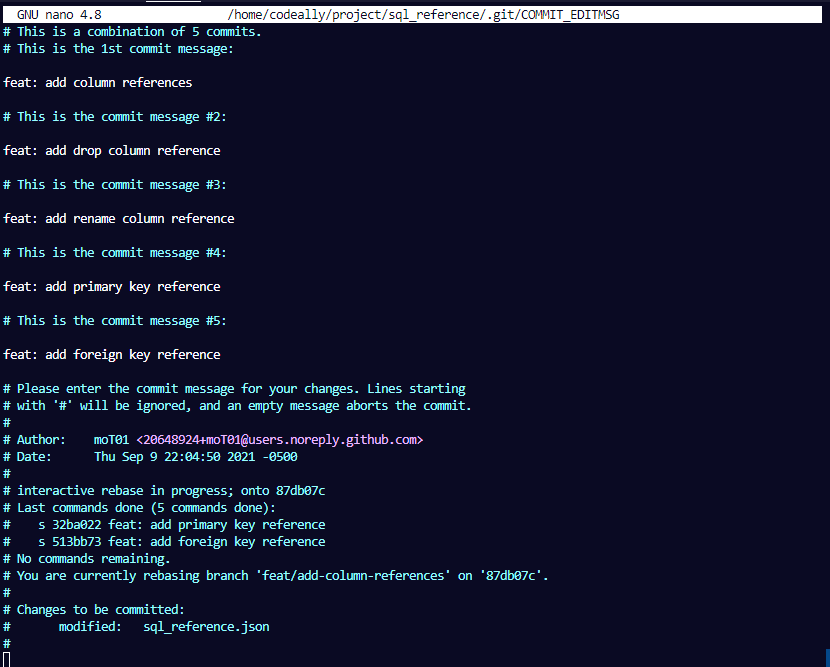 GNU nano 4.8 /home/codeally/project/sql_reference/.git/COMMIT_EDITMSG
# This is a combination of 5 commits.
# This is the 1st commit message:
feat: add column references
# This is the commit message #2:
feat: add drop column reference
# This is the commit message #3:
feat: add rename column reference
# This is the commit message #4:
feat: add primary key reference
# This is the commit message #5:
feat: add foreign key reference
# Please enter the commit message for your changes. Lines starting
# with '#' will be ignored, and an empty message aborts the commit.
#
# Author:    moT01 <20648924+moT01@users.noreply.github.com>
# Date:      Thu Sep 9 22:04:50 2021 -0500
#
# interactive rebase in progress; onto 87db07c
# Last commands done (5 commands done):
#    s 32ba022 feat: add primary key reference
#    s 513bb73 feat: add foreign key reference
# No commands remaining.
# You are currently rebasing branch 'feat/add-column-references' on '87db07c'.
#
# Changes to be committed:
#       modified:   sql_reference.json
#